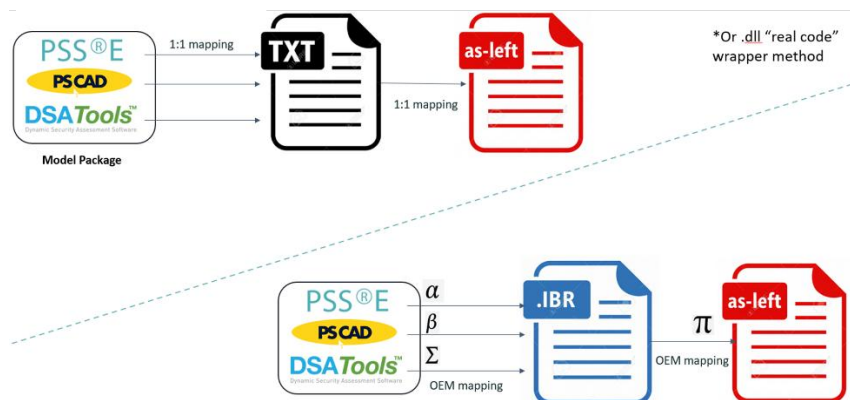 PSS®E
PSCAD
DSATools™
Dynamic Security Assessment Software
Model Package
1:1 mapping
TXT
1:1 mapping
as-left
*Or .dll “real code”
wrapper method
PSS®E
PSCAD
DSATools™
Dynamic Security Assessment Software
α
β
Σ
OEM mapping
.IBR
π
OEM mapping
as-left